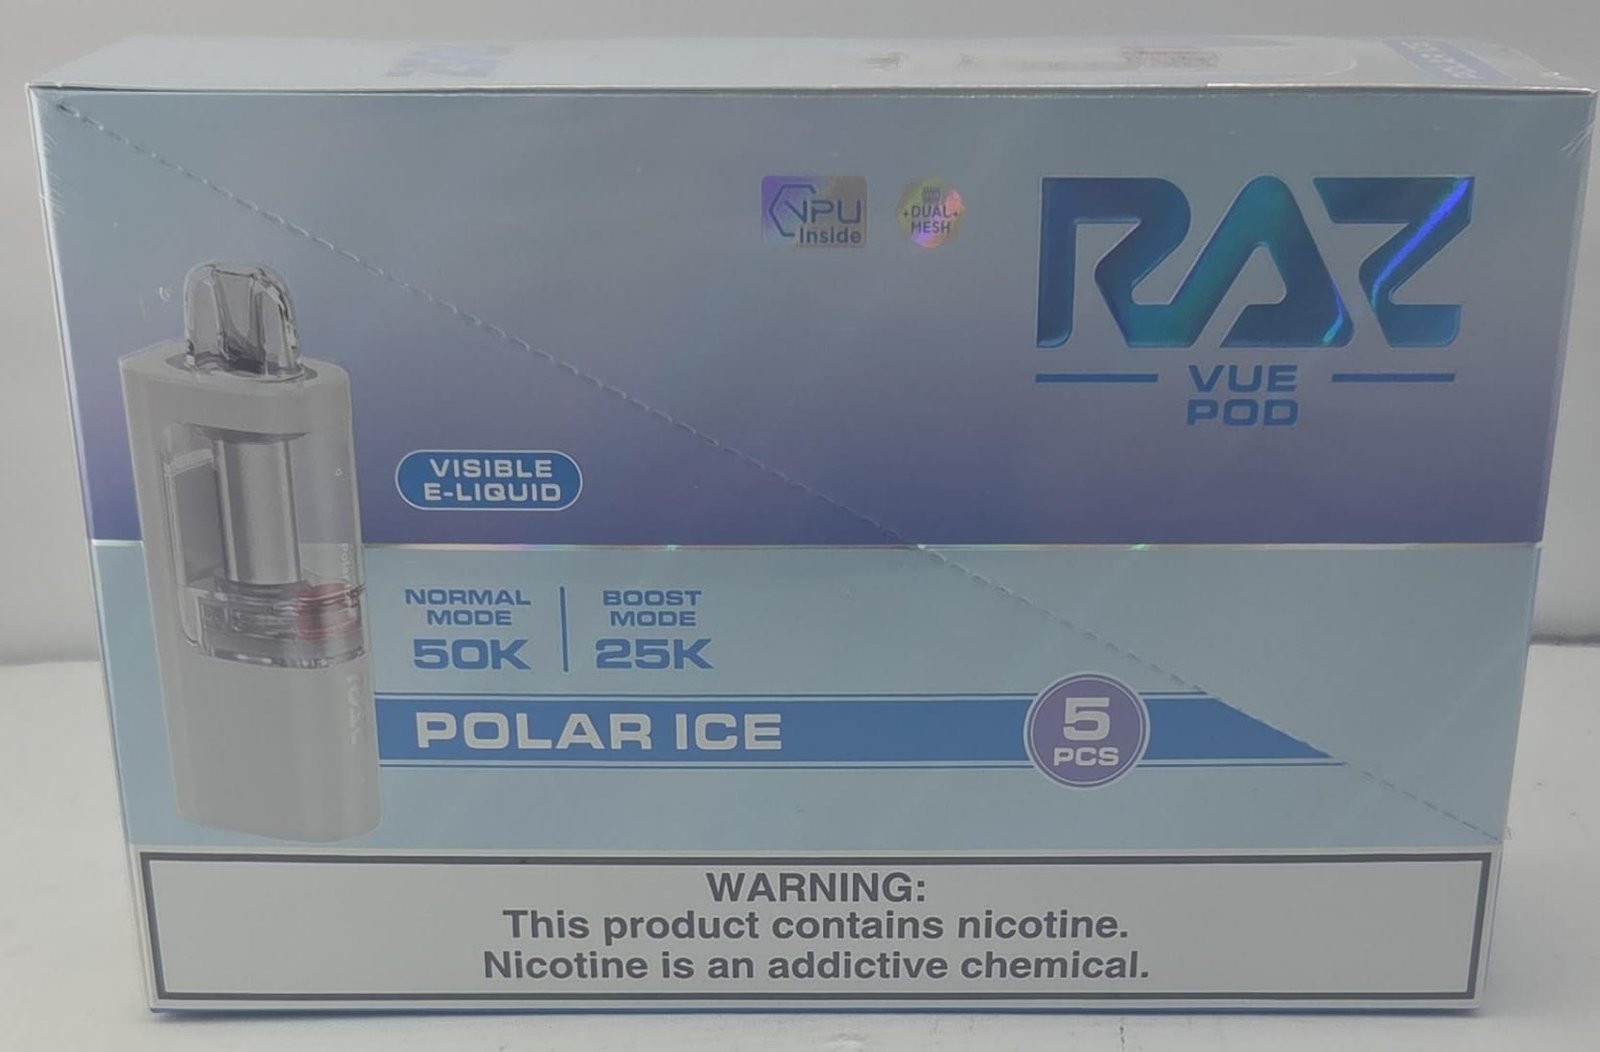 VPU
Inside
DUAL
MESH
RAZ
VUE
POD
VISIBLE
E-LIQUID
NORMAL
MODE
50K
BOOST
MODE
25K
POLAR ICE
5
PCS
WARNING:
This product contains nicotine.
Nicotine is an addictive chemical.